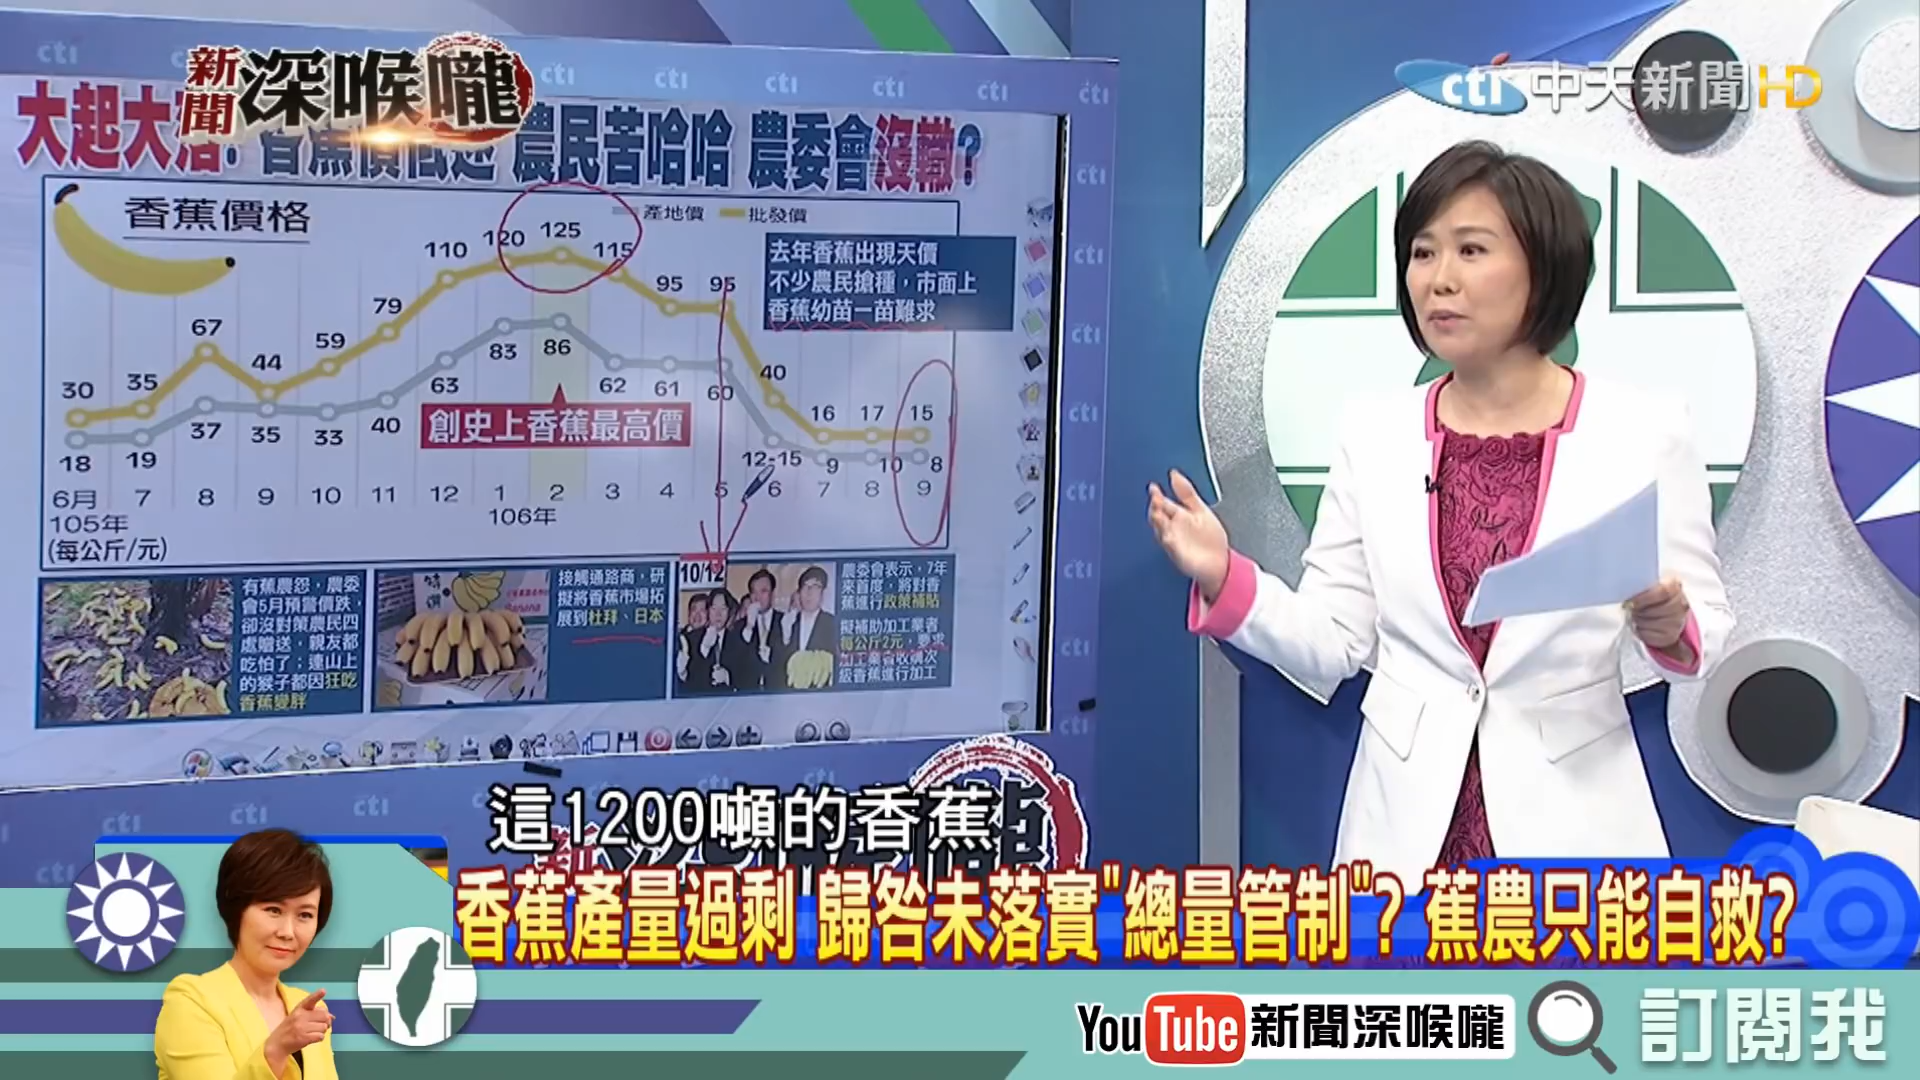 新聞深喉嚨
cti中天新聞HD
大起大落!香蕉價低迷 農民苦哈哈 農委會沒轍?
香蕉價格
產地價 批發價
去年香蕉出現天價
不少農民搶種,市面上
香蕉幼苗一苗難求
30 35 67 44 59 79 110 120 125 115 95 95 40 16 17 15
18 19 37 35 33 40 63 83 86 62 61 60 12-15 9 10 8
創史上香蕉最高價
6月 7 8 9 10 11 12 1 2 3 4 5 6 7 8 9
105年 106年
(每公斤/元)
有蕉農怨,農委
會5月預警價跌,
卻沒對策農民四
處贈送,親友都
吃怕了;連山上
的猴子都因狂吃
香蕉變胖
接觸通路商,研
擬將香蕉市場拓
展到杜拜、日本
10/12
農委會表示,7年
來首度,將對香
蕉進行政策補貼
擬補助加工業者
每公斤2元,要求
加工業者收購次
級香蕉進行加工
這1200噸的香蕉
香蕉產量過剩 歸咎未落實"總量管制"? 蕉農只能自救?
YouTube 新聞深喉嚨 訂閱我